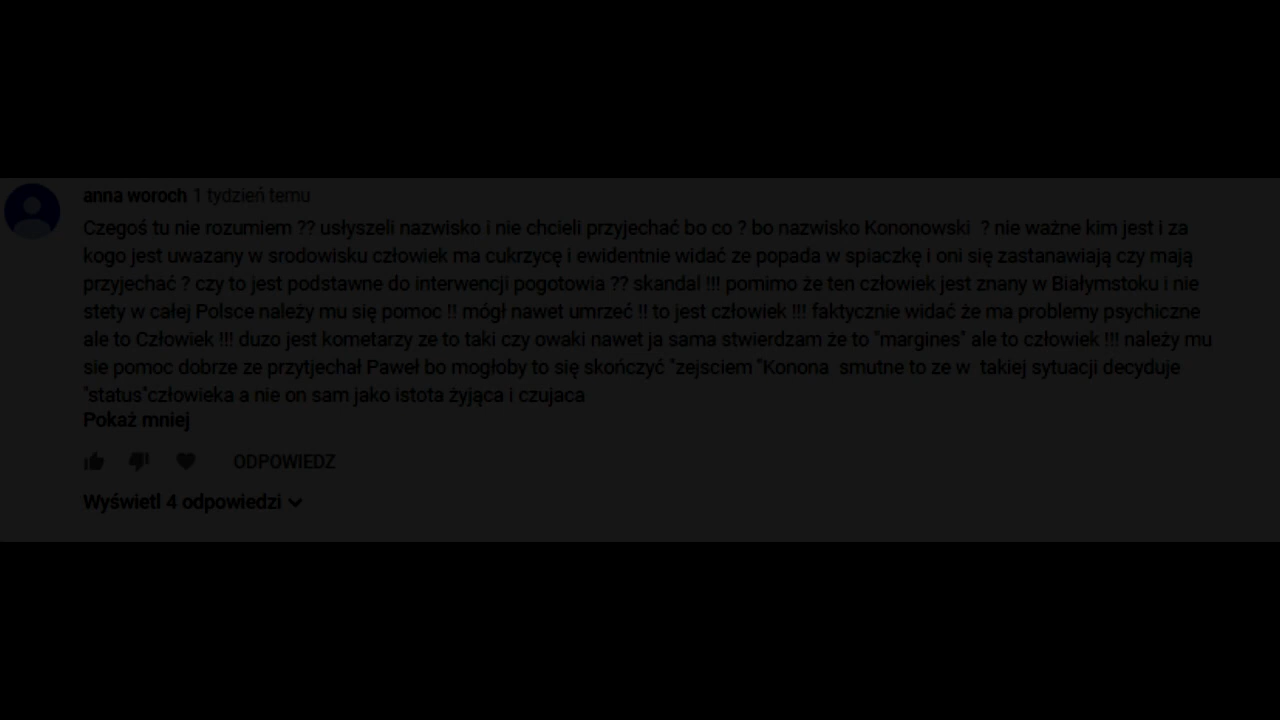 anna woroch 1 tydzień temu
Czegoś tu nie rozumiem ?? usłyszeli nazwisko i nie chcieli przyjechać bo co ? bo nazwisko Kononowski ? nie ważne kim jest i za
kogo jest uwazany w srodowisku człowiek ma cukrzycę i ewidentnie widać ze popada w spiaczkę i oni się zastanawiają czy mają
przyjechać ? czy to jest podstawne do interwencji pogotowia ?? skandal !!! pomimo że ten człowiek jest znany w Białymstoku i nie
stety w całej Polsce należy mu się pomoc !! mógł nawet umrzeć !! to jest człowiek !!! faktycznie widać że ma problemy psychiczne
ale to Człowiek !!! duzo jest kometarzy ze to taki czy owaki nawet ja sama stwierdzam że to "margines" ale to człowiek !!! należy mu
sie pomoc dobrze ze przytjechał Paweł bo mogłoby to się skończyć "zejsciem "Konona smutne to ze w takiej sytuacji decyduje
"status"człowieka a nie on sam jako istota żyjąca i czujaca
Pokaż mniej
ODPOWIEDZ
Wyświetl 4 odpowiedzi